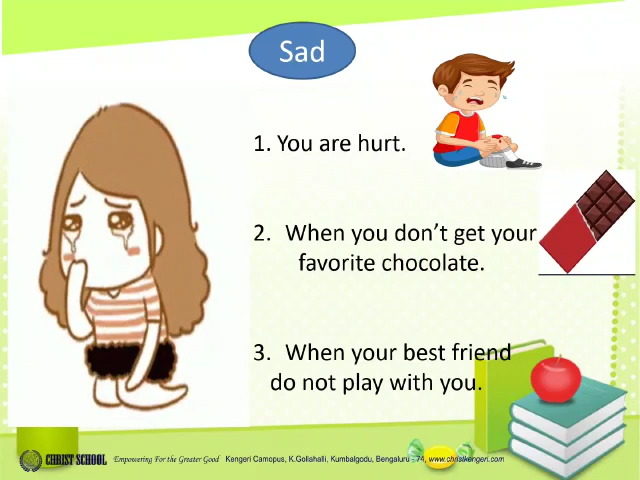 Sad
1. You are hurt.
2. When you don't get your
favorite chocolate.
3. When your best friend
do not play with you.
CHRIST SCHOOL Empowering For the Greater Good Kengeri Camopus, K.Gollahalli, Kumbalgodu, Bengaluru - 74, www.christkengeri.com